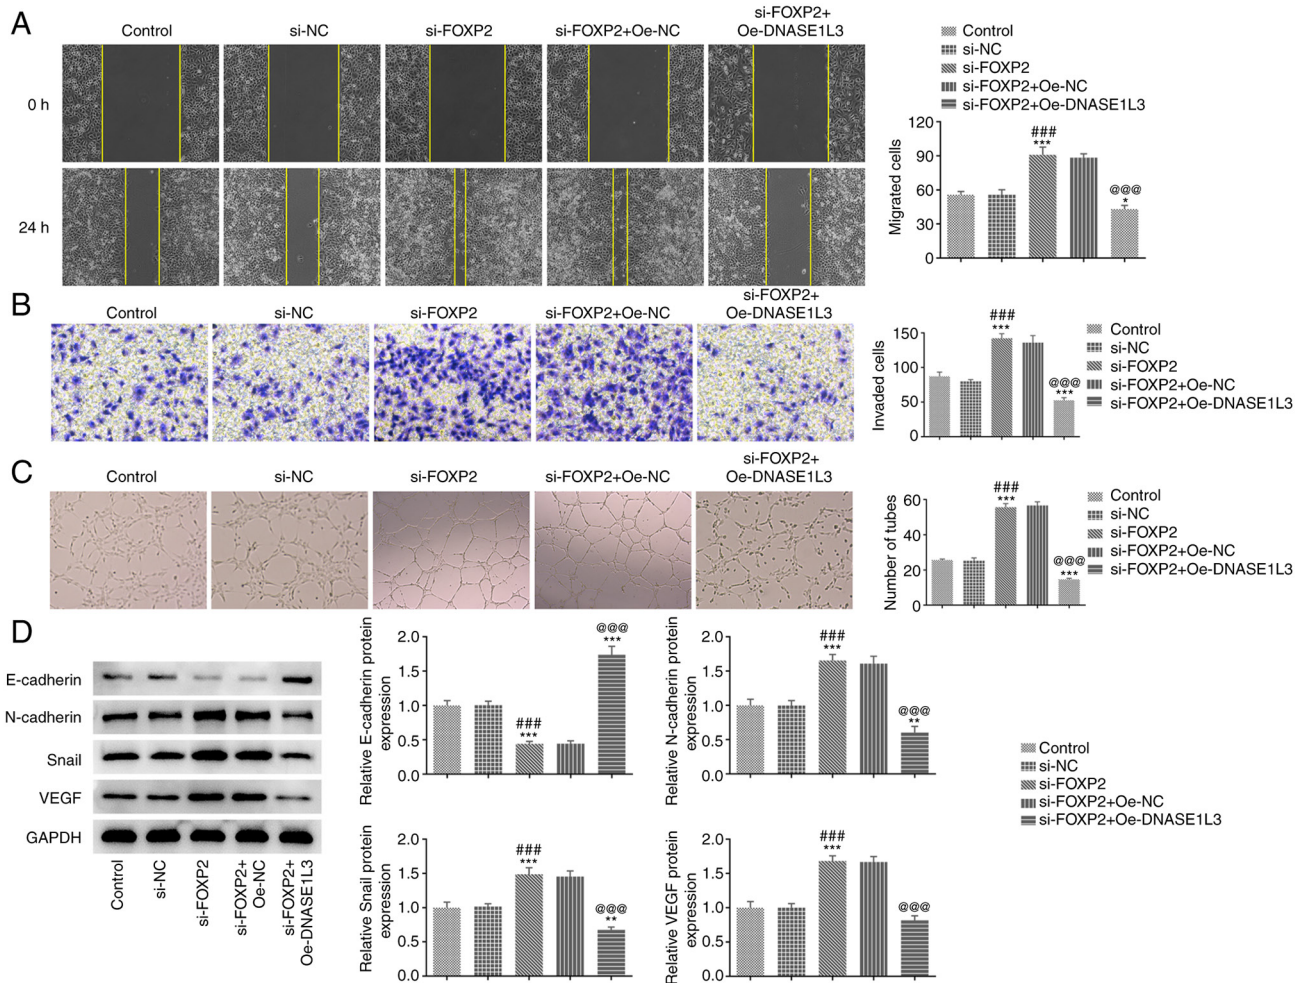 A
Control
si-NC
si-FOXP2
si-FOXP2+Oe-NC
si-FOXP2+
Oe-DNASE1L3
0 h
24 h
Control
si-NC
si-FOXP2
si-FOXP2+Oe-NC
si-FOXP2+Oe-DNASE1L3
Migrated cells
120
90
60
30
0
###
***
@@@
*
B
Control
si-NC
si-FOXP2
si-FOXP2+Oe-NC
si-FOXP2+
Oe-DNASE1L3
Invaded cells
150
100
50
0
###
***
@@@
***
Control
si-NC
si-FOXP2
si-FOXP2+Oe-NC
si-FOXP2+Oe-DNASE1L3
C
Control
si-NC
si-FOXP2
si-FOXP2+Oe-NC
si-FOXP2+
Oe-DNASE1L3
Number of tubes
60
40
20
0
###
***
@@@
***
Control
si-NC
si-FOXP2
si-FOXP2+Oe-NC
si-FOXP2+Oe-DNASE1L3
D
E-cadherin
N-cadherin
Snail
VEGF
GAPDH
Control
si-NC
si-FOXP2
si-FOXP2+
Oe-NC
si-FOXP2+
Oe-DNASE1L3
Relative E-cadherin protein
expression
2.0
1.5
1.0
0.5
0.0
###
***
@@@
***
Relative N-cadherin protein
expression
2.0
1.5
1.0
0.5
0.0
###
***
@@@
**
Relative Snail protein
expression
2.0
1.5
1.0
0.5
0.0
###
***
@@@
**
Relative VEGF protein
expression
2.0
1.5
1.0
0.5
0.0
###
***
@@@
Control
si-NC
si-FOXP2
si-FOXP2+Oe-NC
si-FOXP2+Oe-DNASE1L3